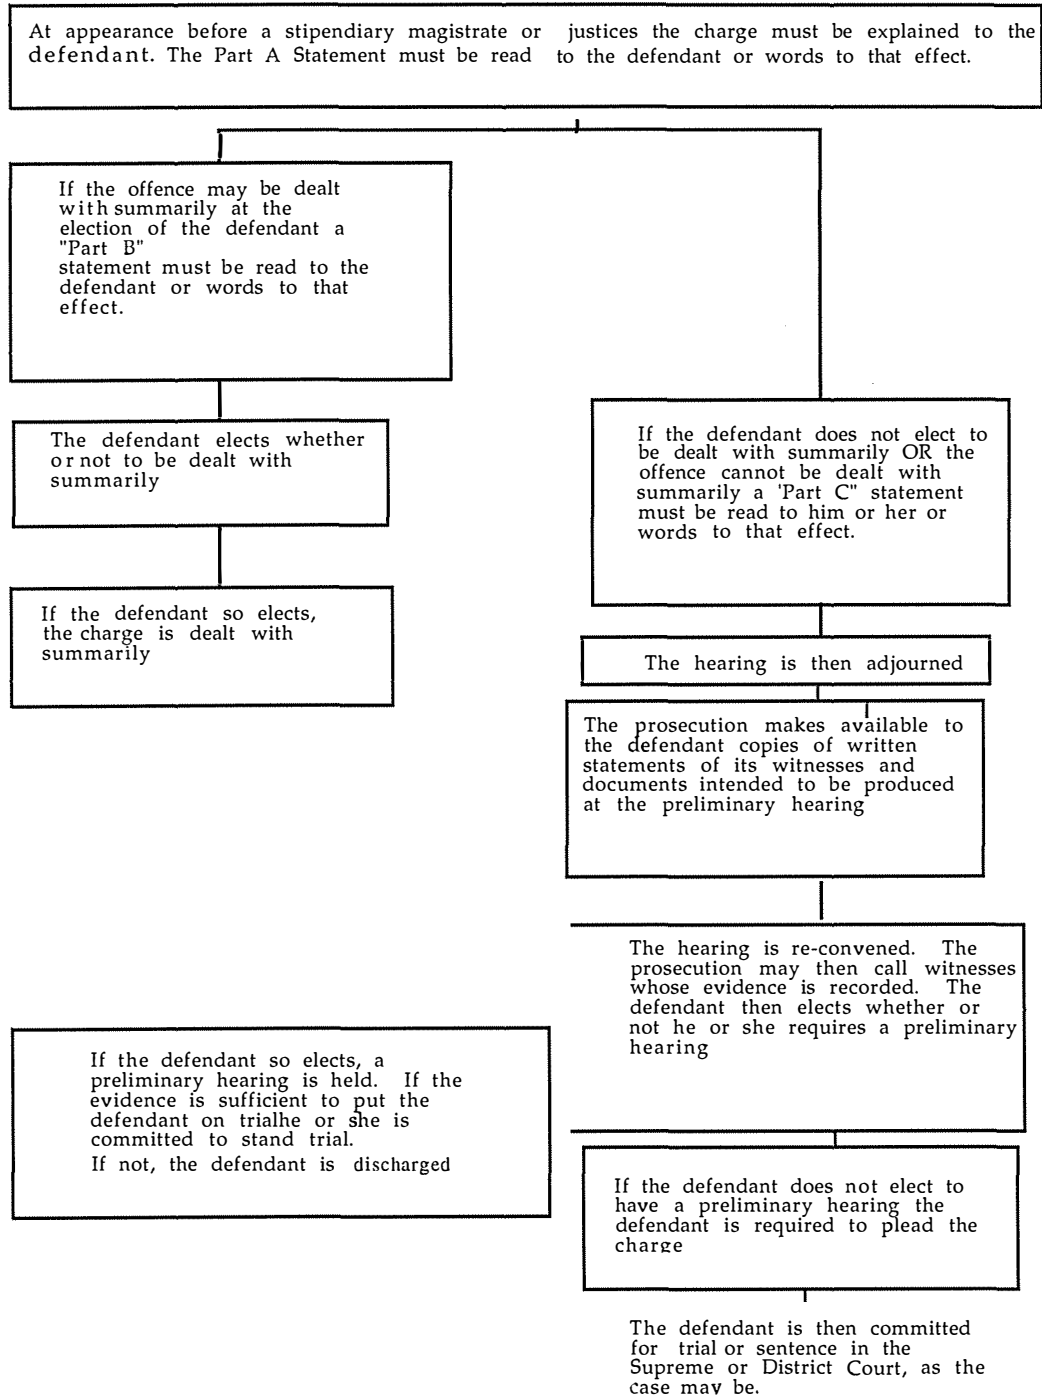 At appearance before a stipendiary magistrate or justices the charge must be explained to the
defendant. The Part A Statement must be read to the defendant or words to that effect.
If the offence may be dealt
with summarily at the
election of the defendant a
"Part B"
statement must be read to the
defendant or words to that
effect.
The defendant elects whether
or not to be dealt with
summarily
If the defendant so elects,
the charge is dealt with
summarily
If the defendant does not elect to
be dealt with summarily OR the
offence cannot be dealt with
summarily a 'Part C" statement
must be read to him or her or
words to that effect.
The hearing is then adjourned
The prosecution makes available to
the defendant copies of written
statements of its witnesses and
documents intended to be produced
at the preliminary hearing
The hearing is re-convened. The
prosecution may then call witnesses
whose evidence is recorded. The
defendant then elects whether or
not he or she requires a preliminary
hearing
If the defendant so elects, a
preliminary hearing is held. If the
evidence is sufficient to put the
defendant on trialhe or she is
committed to stand trial.
If not, the defendant is discharged
If the defendant does not elect to
have a preliminary hearing the
defendant is required to plead the
charge
The defendant is then committed
for trial or sentence in the
Supreme or District Court, as the
case may be.